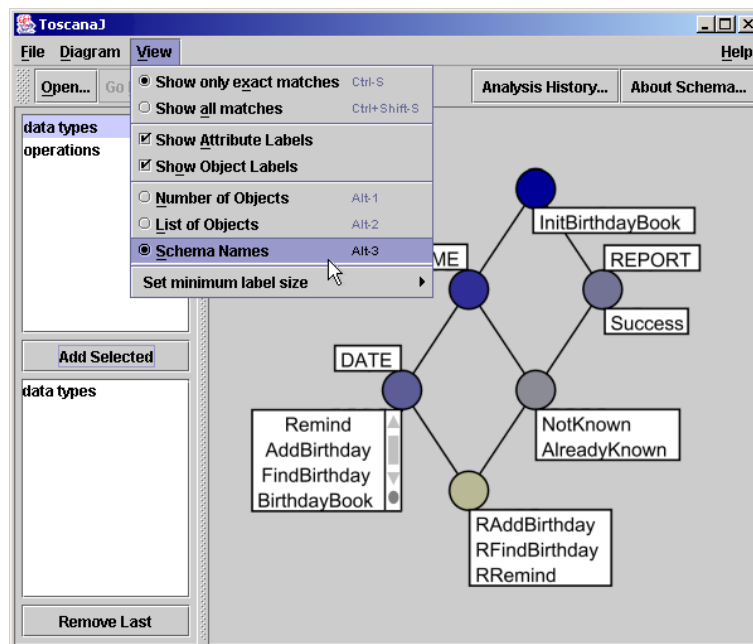 ToscanaJ
File Diagram View Help
Open... Go Analysis History... About Schema...
Show only exact matches Ctrl-S
Show all matches Ctrl+Shift-S
Show Attribute Labels
Show Object Labels
Number of Objects Alt-1
List of Objects Alt-2
Schema Names Alt-3
Set minimum label size
data types
operations
Add Selected
data types
Remove Last
InitBirthdayBook
ME
REPORT
Success
DATE
Remind
AddBirthday
FindBirthday
BirthdayBook
NotKnown
AlreadyKnown
RAddBirthday
RFindBirthday
RRemind